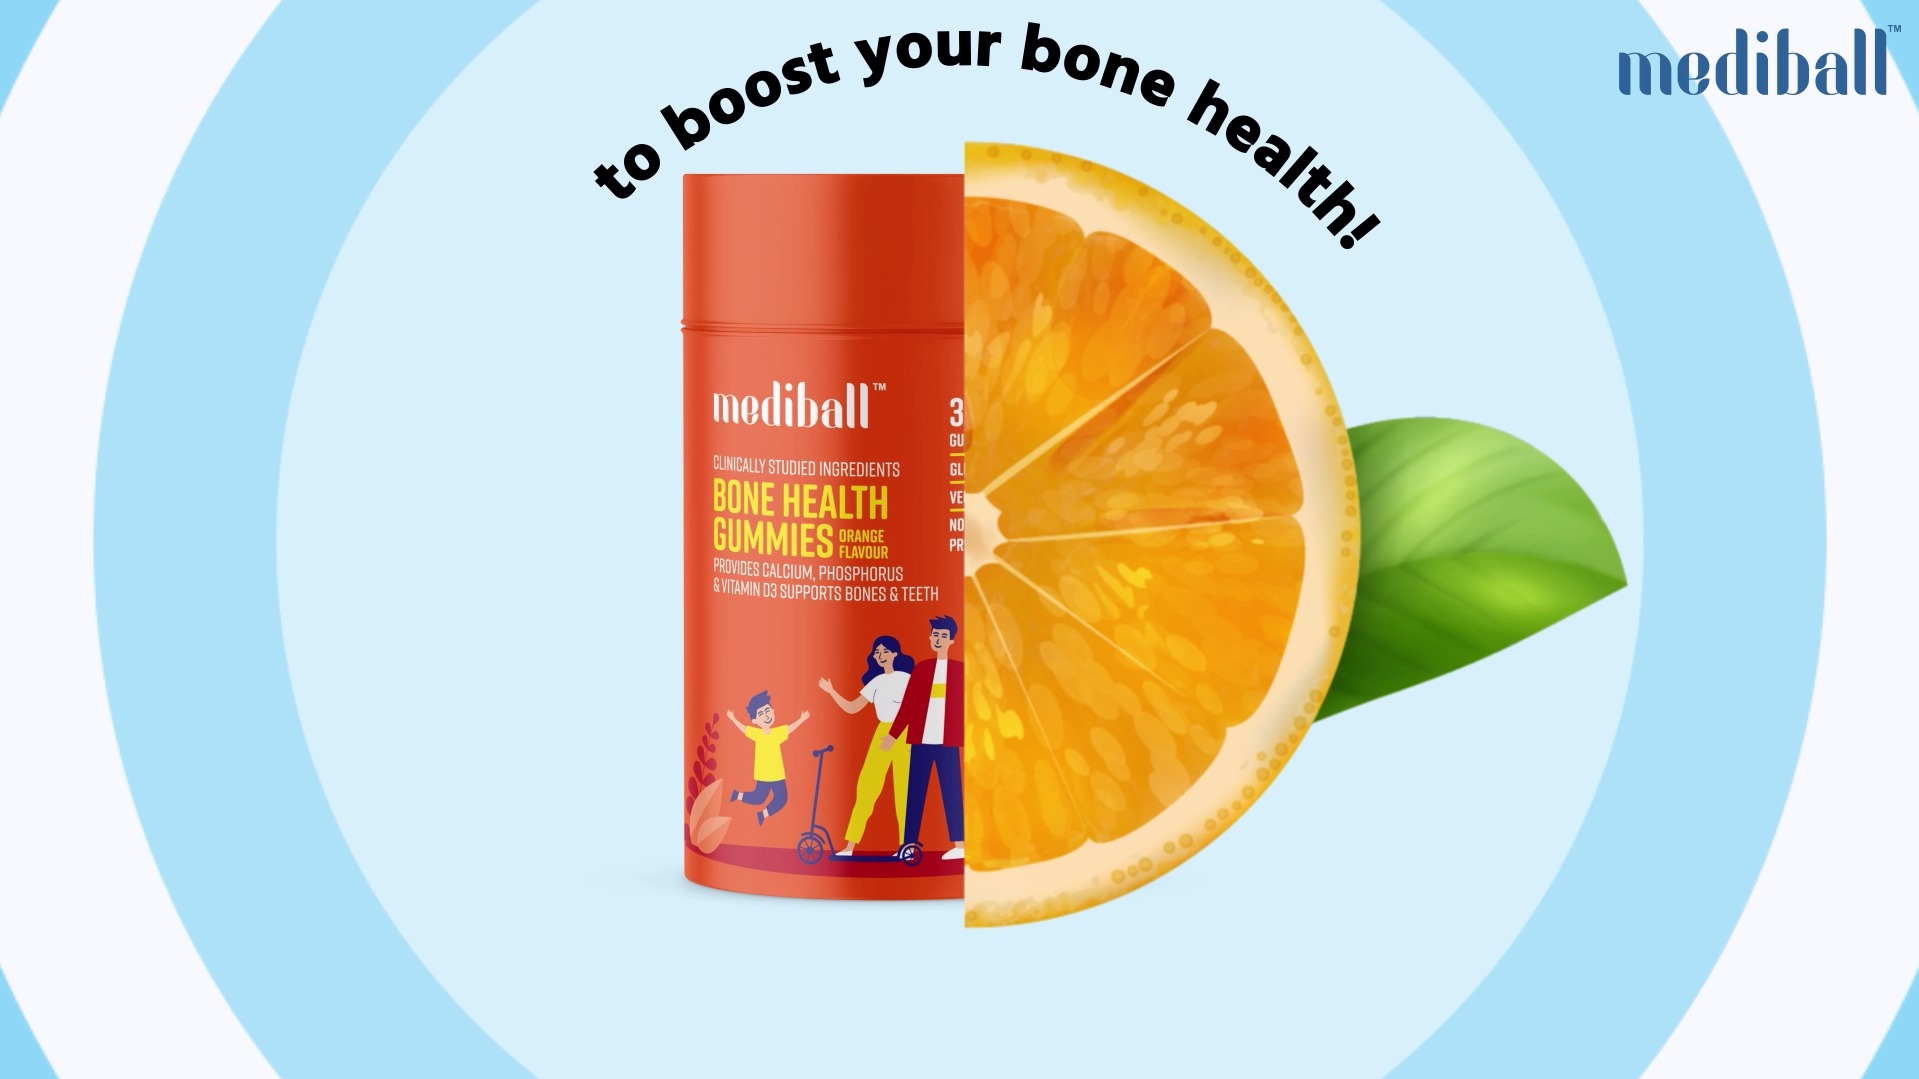 to boost your bone health!
mediball™
mediball™
CLINICALLY STUDIED INGREDIENTS
BONE HEALTH
GUMMIES ORANGE
FLAVOUR
PROVIDES CALCIUM, PHOSPHORUS
& VITAMIN D3 SUPPORTS BONES & TEETH
NO